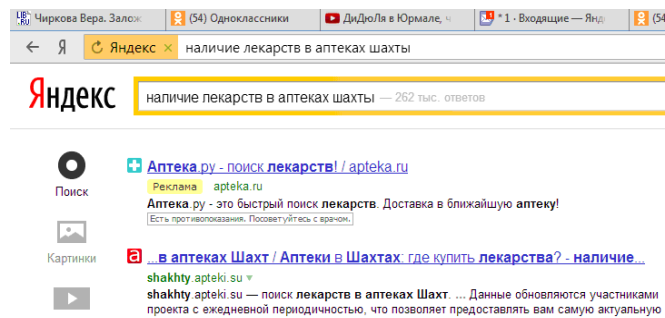 LIB.RU Чиркова Вера. Залож
(54) Одноклассники
ДиДюЛя в Юрмале, ч
* 1 · Входящие — Янд
(54
Я Яндекс наличие лекарств в аптеках шахты
Яндекс наличие лекарств в аптеках шахты — 262 тыс. ответов
Поиск
Картинки
Аптека.ру - поиск лекарств! / apteka.ru
Реклама apteka.ru
Аптека.ру - это быстрый поиск лекарств. Доставка в ближайшую аптеку!
Есть противопоказания. Посоветуйтесь с врачом.
...в аптеках Шахт / Аптеки в Шахтах: где купить лекарства? - наличие...
shakhty.apteki.su
shakhty.apteki.su — поиск лекарств в аптеках Шахт. ... Данные обновляются участниками
проекта с ежедневной периодичностью, что позволяет предоставлять вам самую актуальную